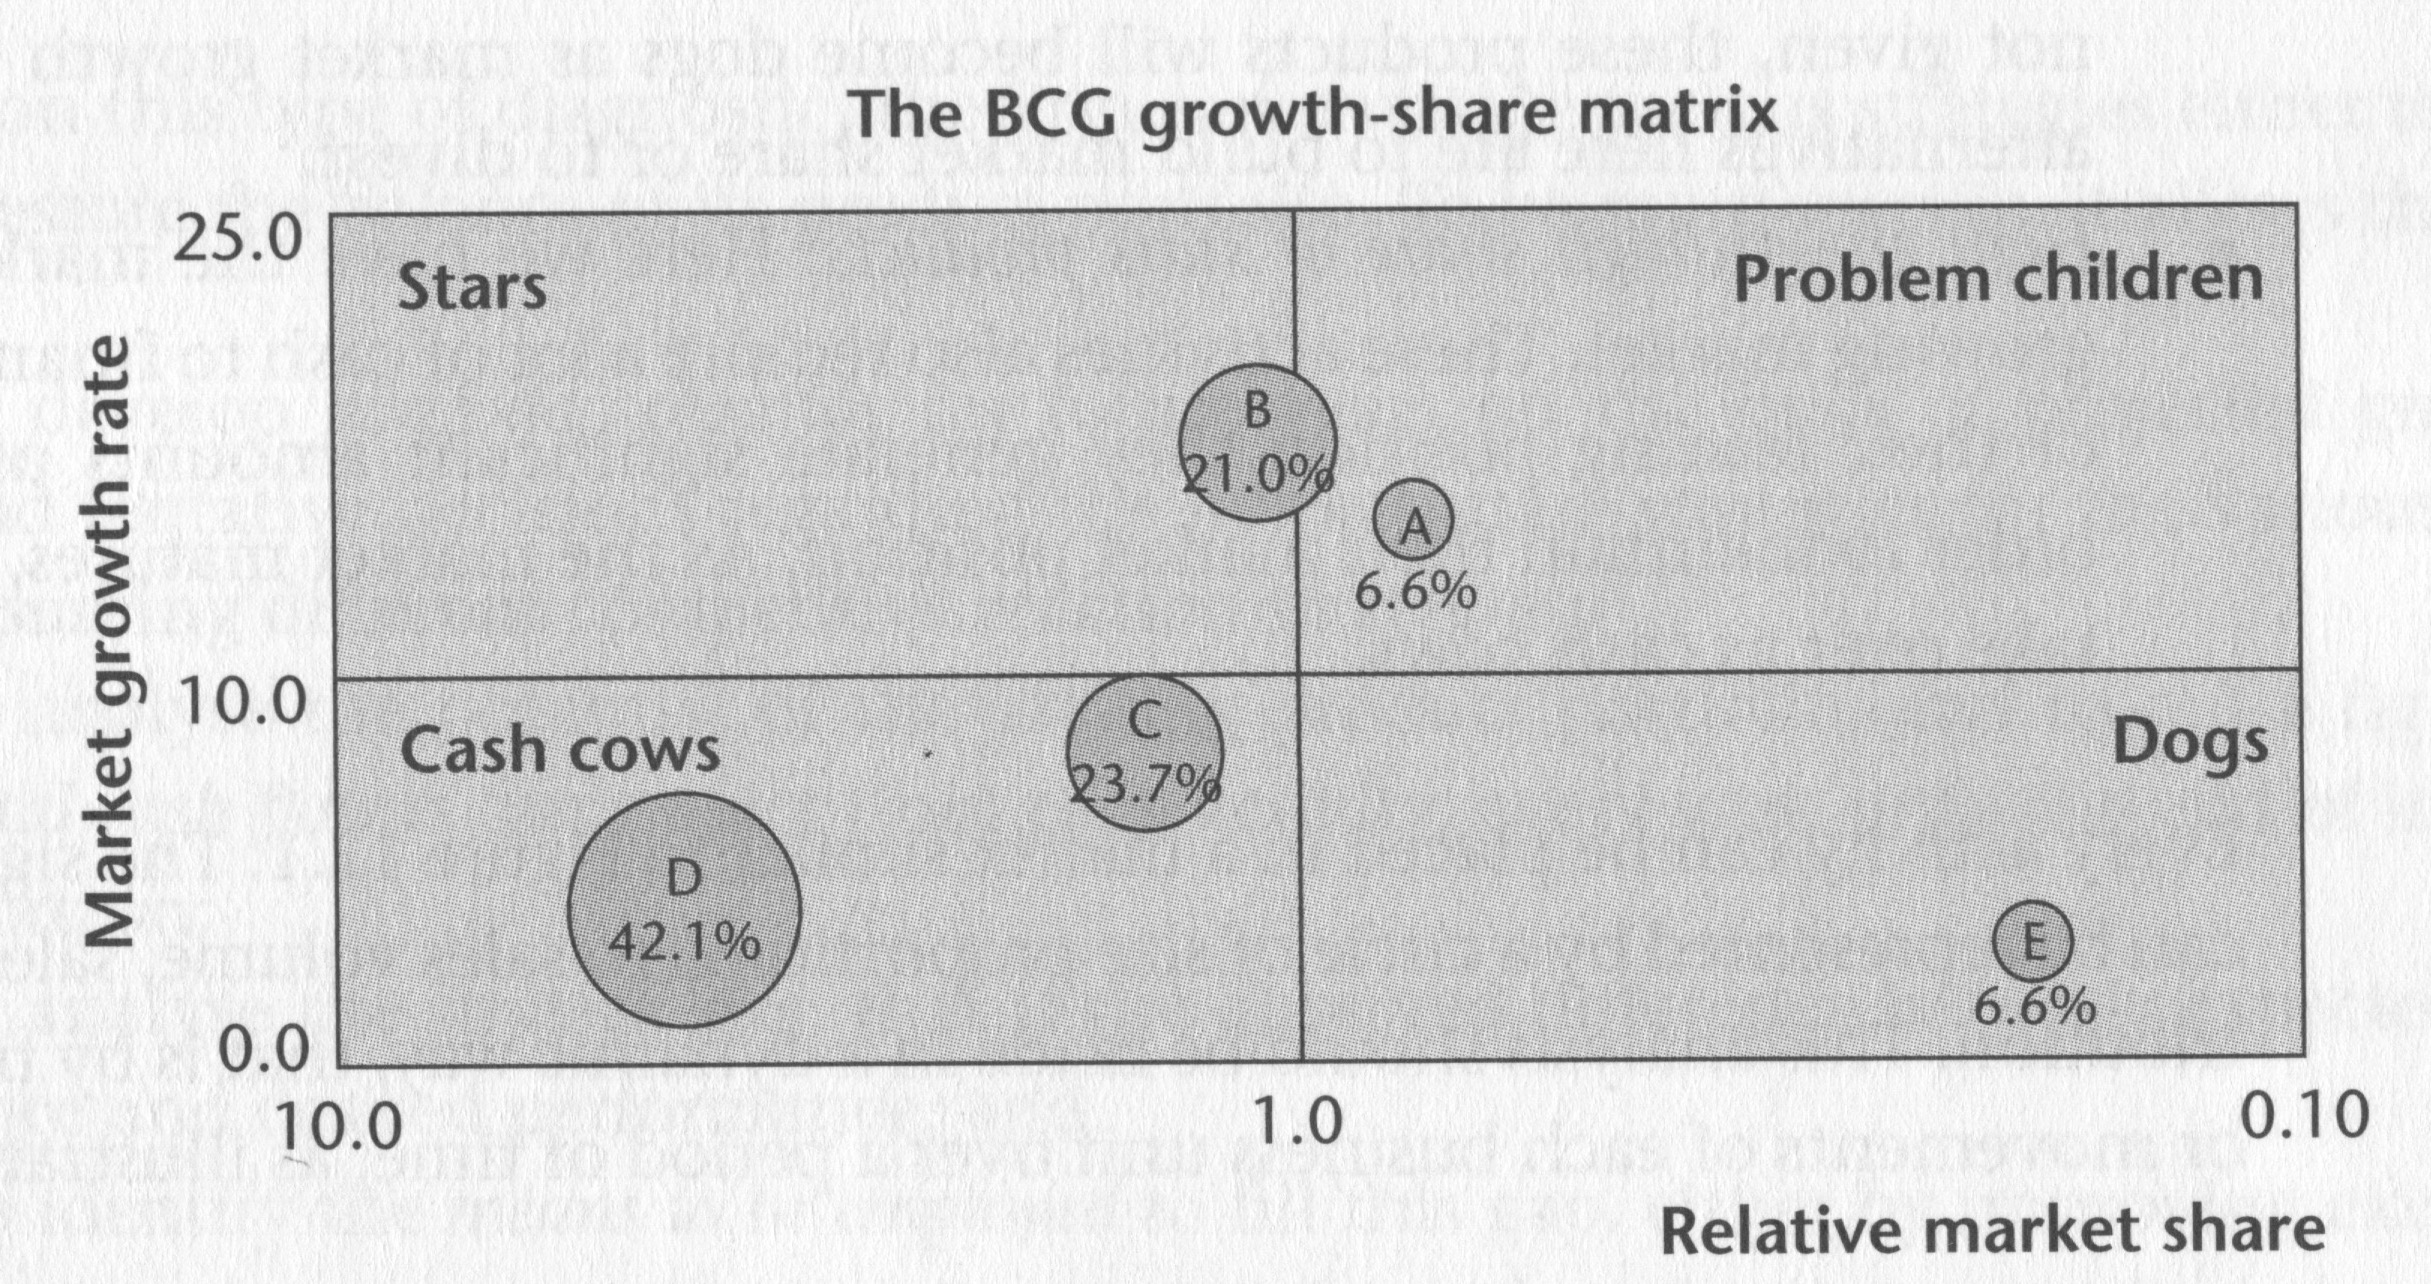 The BCG growth-share matrix
25.0
Stars
Problem children
Market growth rate
B
21.0%
A
6.6%
10.0
Cash cows
C
23.7%
Dogs
D
42.1%
E
6.6%
0.0
10.0
1.0
0.10
Relative market share